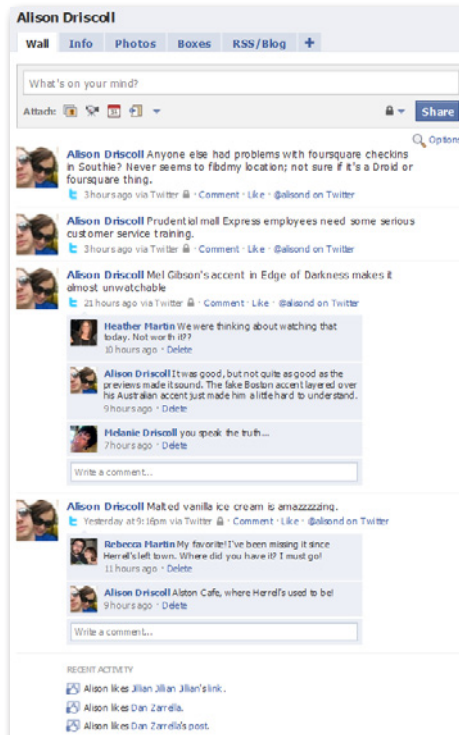 Alison Driscoll
Wall Info Photos Boxes RSS/Blog +
What's on your mind?
Attach: 31 Share
Options
Alison Driscoll Anyone else had problems with foursquare checkins
in Southie? Never seems to fibdmy location; not sure if it's a Droid or
foursquare thing.
3 hours ago via Twitter · Comment · Like · @alisond on Twitter
Alison Driscoll Prudential mall Express employees need some serious
customer service training.
3 hours ago via Twitter · Comment · Like · @alisond on Twitter
Alison Driscoll Mel Gibson's accent in Edge of Darkness makes it
almost unwatchable
21 hours ago via Twitter · Comment · Like · @alisond on Twitter
Heather Martin We were thinking about watching that
today. Not worth it??
10 hours ago · Delete
Alison Driscoll It was good, but not quite as good as the
previews made it sound. The fake Boston accent layered over
his Australian accent just made him a little hard to understand.
9 hours ago · Delete
Melanie Driscoll you speak the truth...
7 hours ago · Delete
Write a comment...
Alison Driscoll Malted vanilla ice cream is amazzzzzing.
Yesterday at 9:16pm via Twitter · Comment · Like · @alisond on Twitter
Rebecca Martin My favorite! I've been missing it since
Herrell's left town. Where did you have it? I must go!
11 hours ago · Delete
Alison Driscoll Alston Cafe, where Herrell's used to be!
9 hours ago · Delete
Write a comment...
RECENT ACTIVITY
Alison likes Jillian Jillian Jillian's link.
Alison likes Dan Zarrella.
Alison likes Dan Zarrella's post.